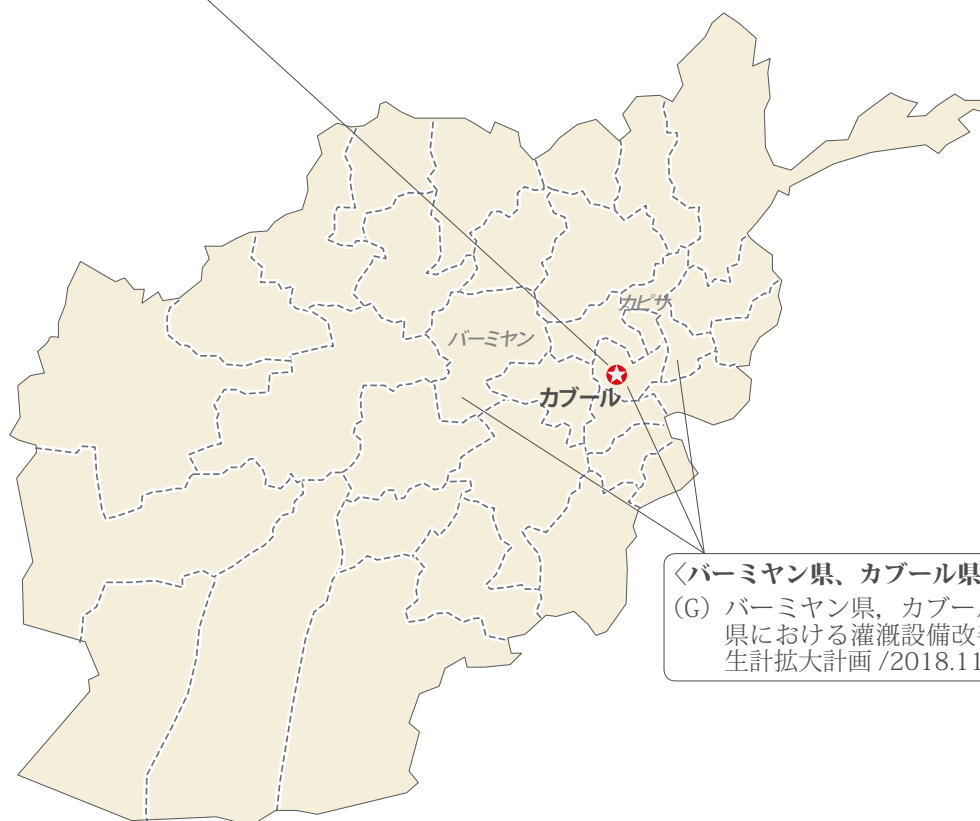 カピサ
バーミヤン
カブール
〈バーミヤン県、カブール県
(G) バーミヤン県，カブール
県における灌漑設備改
生計拡大計画 /2018.11